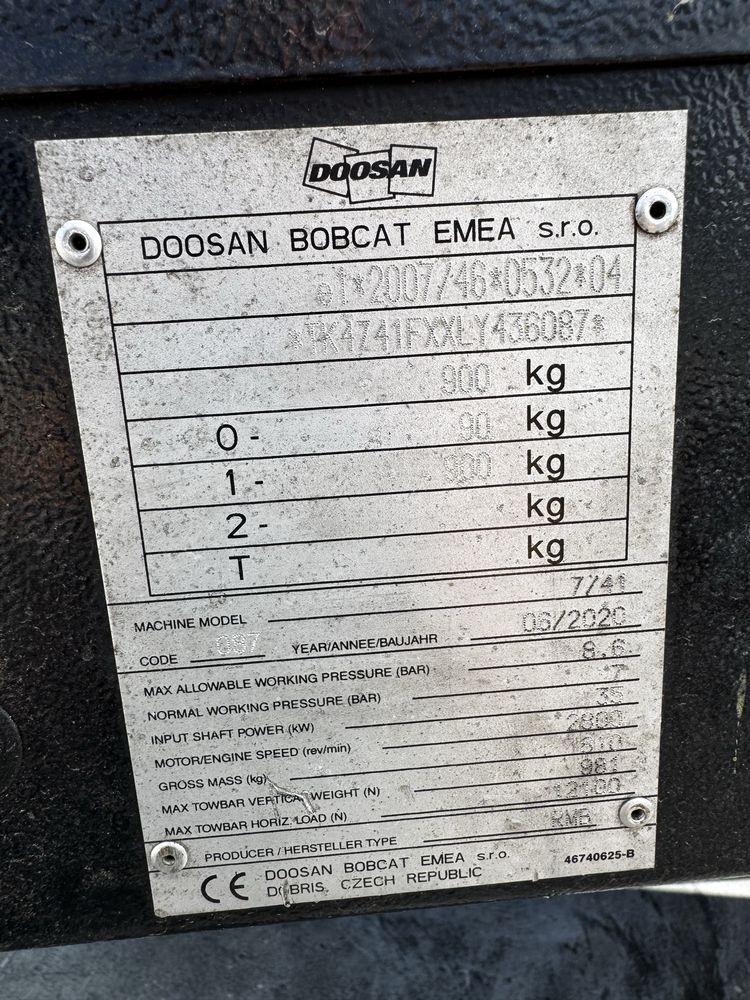 DOOSAN
DOOSAN BOBCAT EMEA s.r.o.
e1*2007/46*0532*04
K4741FXXLY436087*
900 kg
0 - 90 kg
1 - 900 kg
2 - kg
T kg
MACHINE MODEL 7/41
CODE 087 YEAR/ANNEE/BAUJAHR 06/2020
MAX ALLOWABLE WORKING PRESSURE (BAR) 8.6
NORMAL WORKING PRESSURE (BAR) 7
INPUT SHAFT POWER (kW) 35
MOTOR/ENGINE SPEED (rev/min) 2800
GROSS MASS (kg)
MAX TOWBAR VERTICAL WEIGHT (N) 981
MAX TOWBAR HORIZ. LOAD (N)
PRODUCER / HERSTELLER TYPE RMB
CE DOOSAN BOBCAT EMEA s.r.o. 46740625-B
DOBRIS, CZECH REPUBLIC